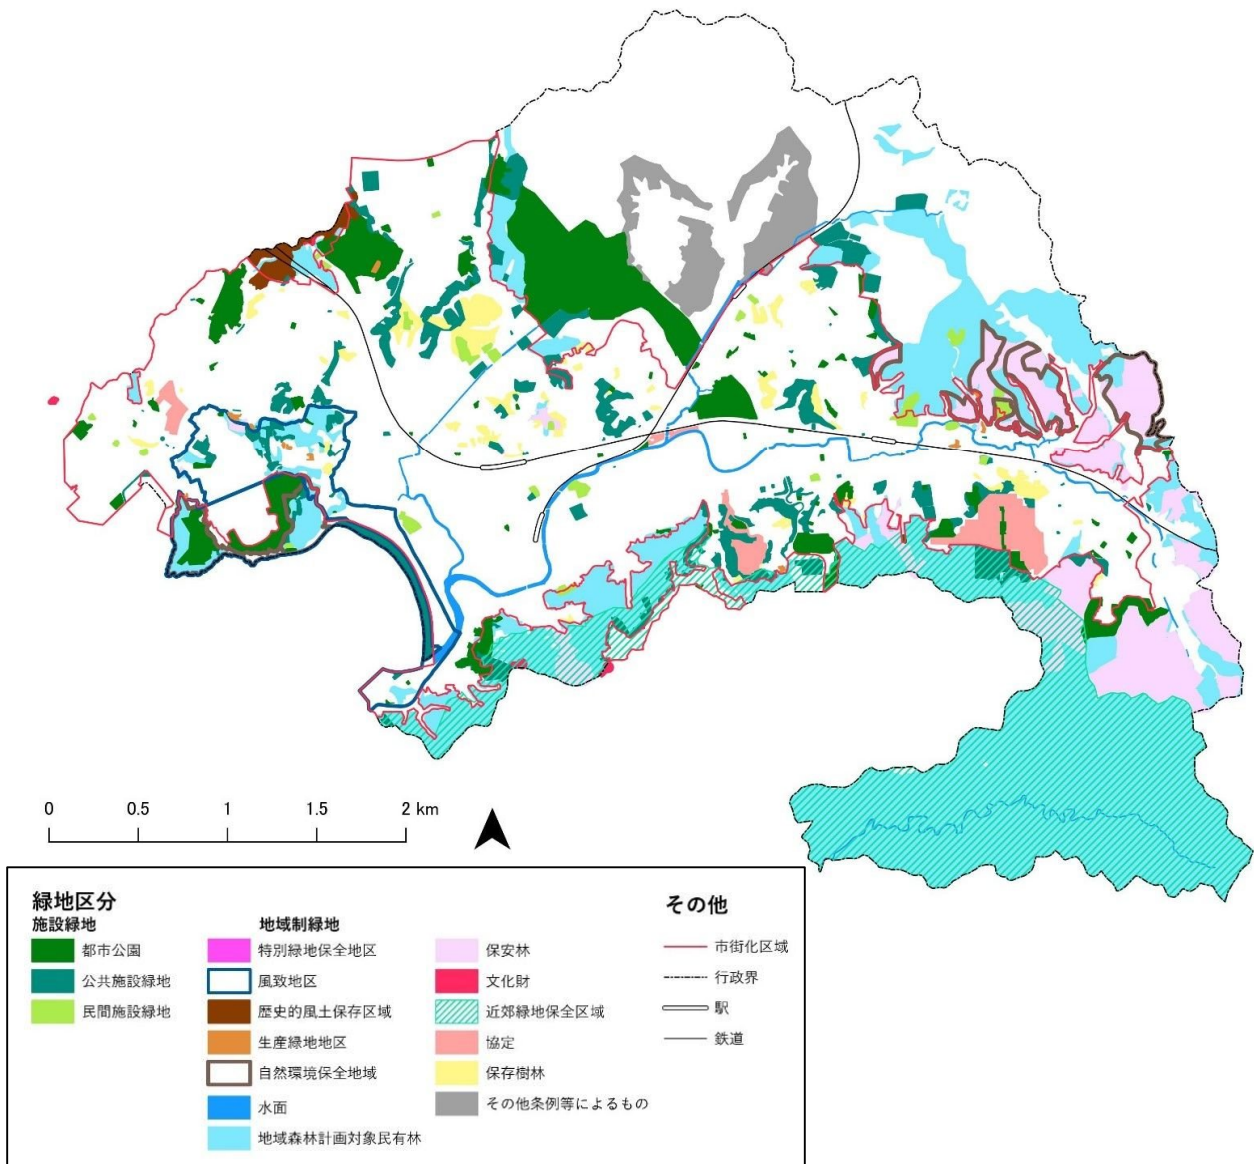 0 0.5 1 1.5 2 km
緑地区分
施設緑地
都市公園
公共施設緑地
民間施設緑地
地域制緑地
特別緑地保全地区
風致地区
歴史的風土保存区域
生産緑地地区
自然環境保全地域
水面
地域森林計画対象民有林
保安林
文化財
近郊緑地保全区域
協定
保存樹林
その他条例等によるもの
その他
市街化区域
行政界
駅
鉄道